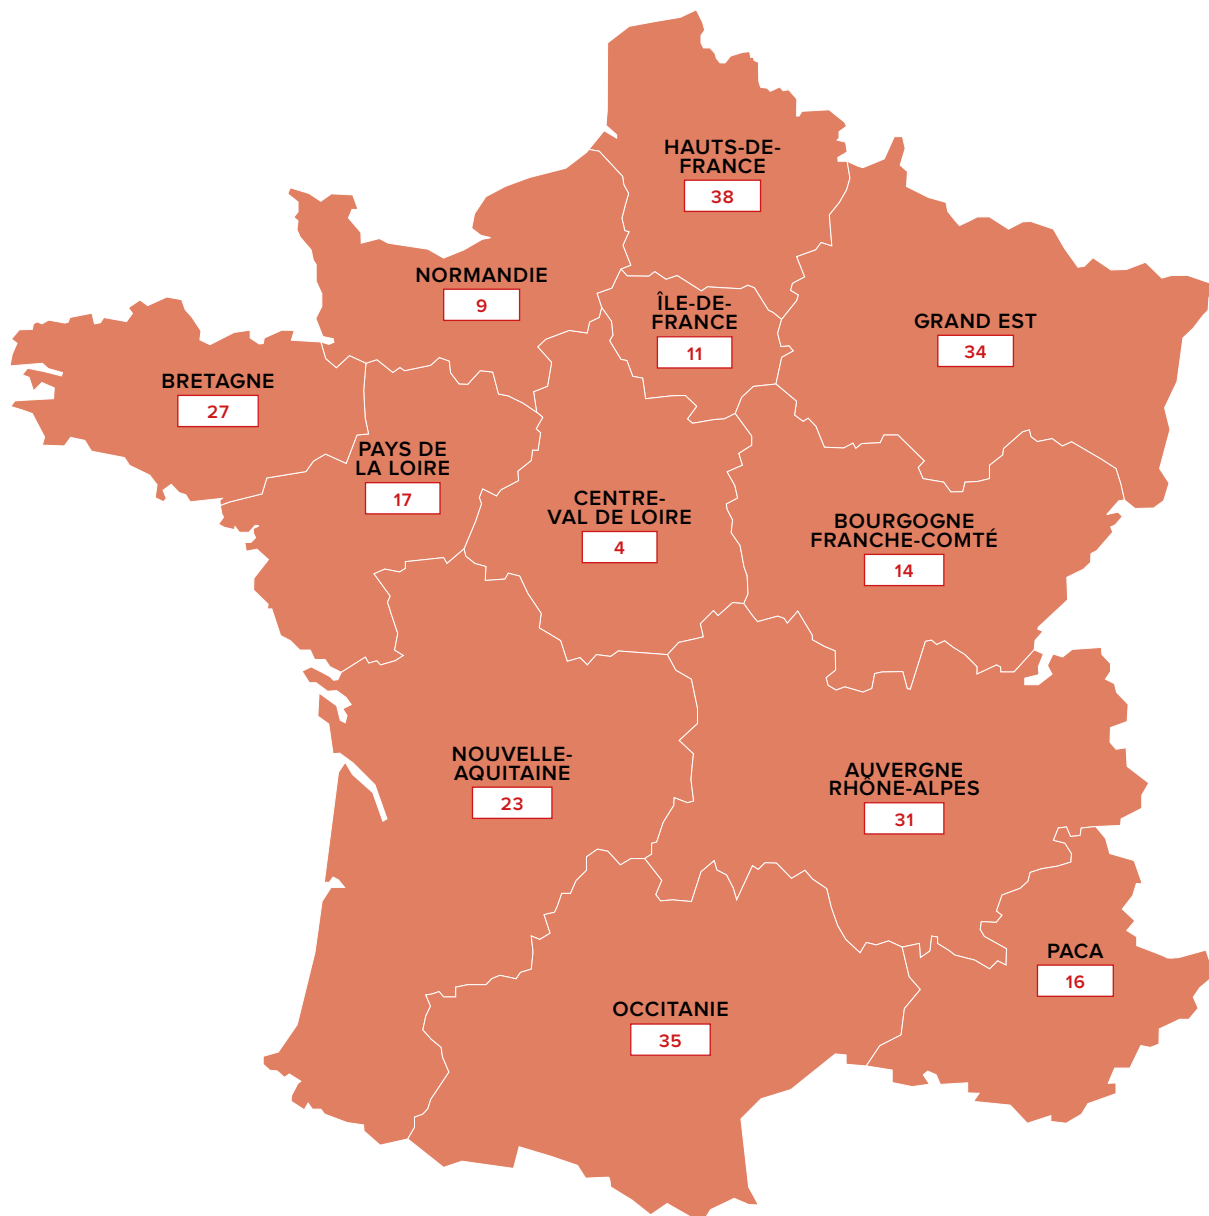 HAUTS-DE-
FRANCE
38
NORMANDIE
9
ÎLE-DE-
FRANCE
11
GRAND EST
34
BRETAGNE
27
PAYS DE
LA LOIRE
17
CENTRE-
VAL DE LOIRE
4
BOURGOGNE
FRANCHE-COMTÉ
14
NOUVELLE-
AQUITAINE
23
AUVERGNE
RHÔNE-ALPES
31
PACA
16
OCCITANIE
35